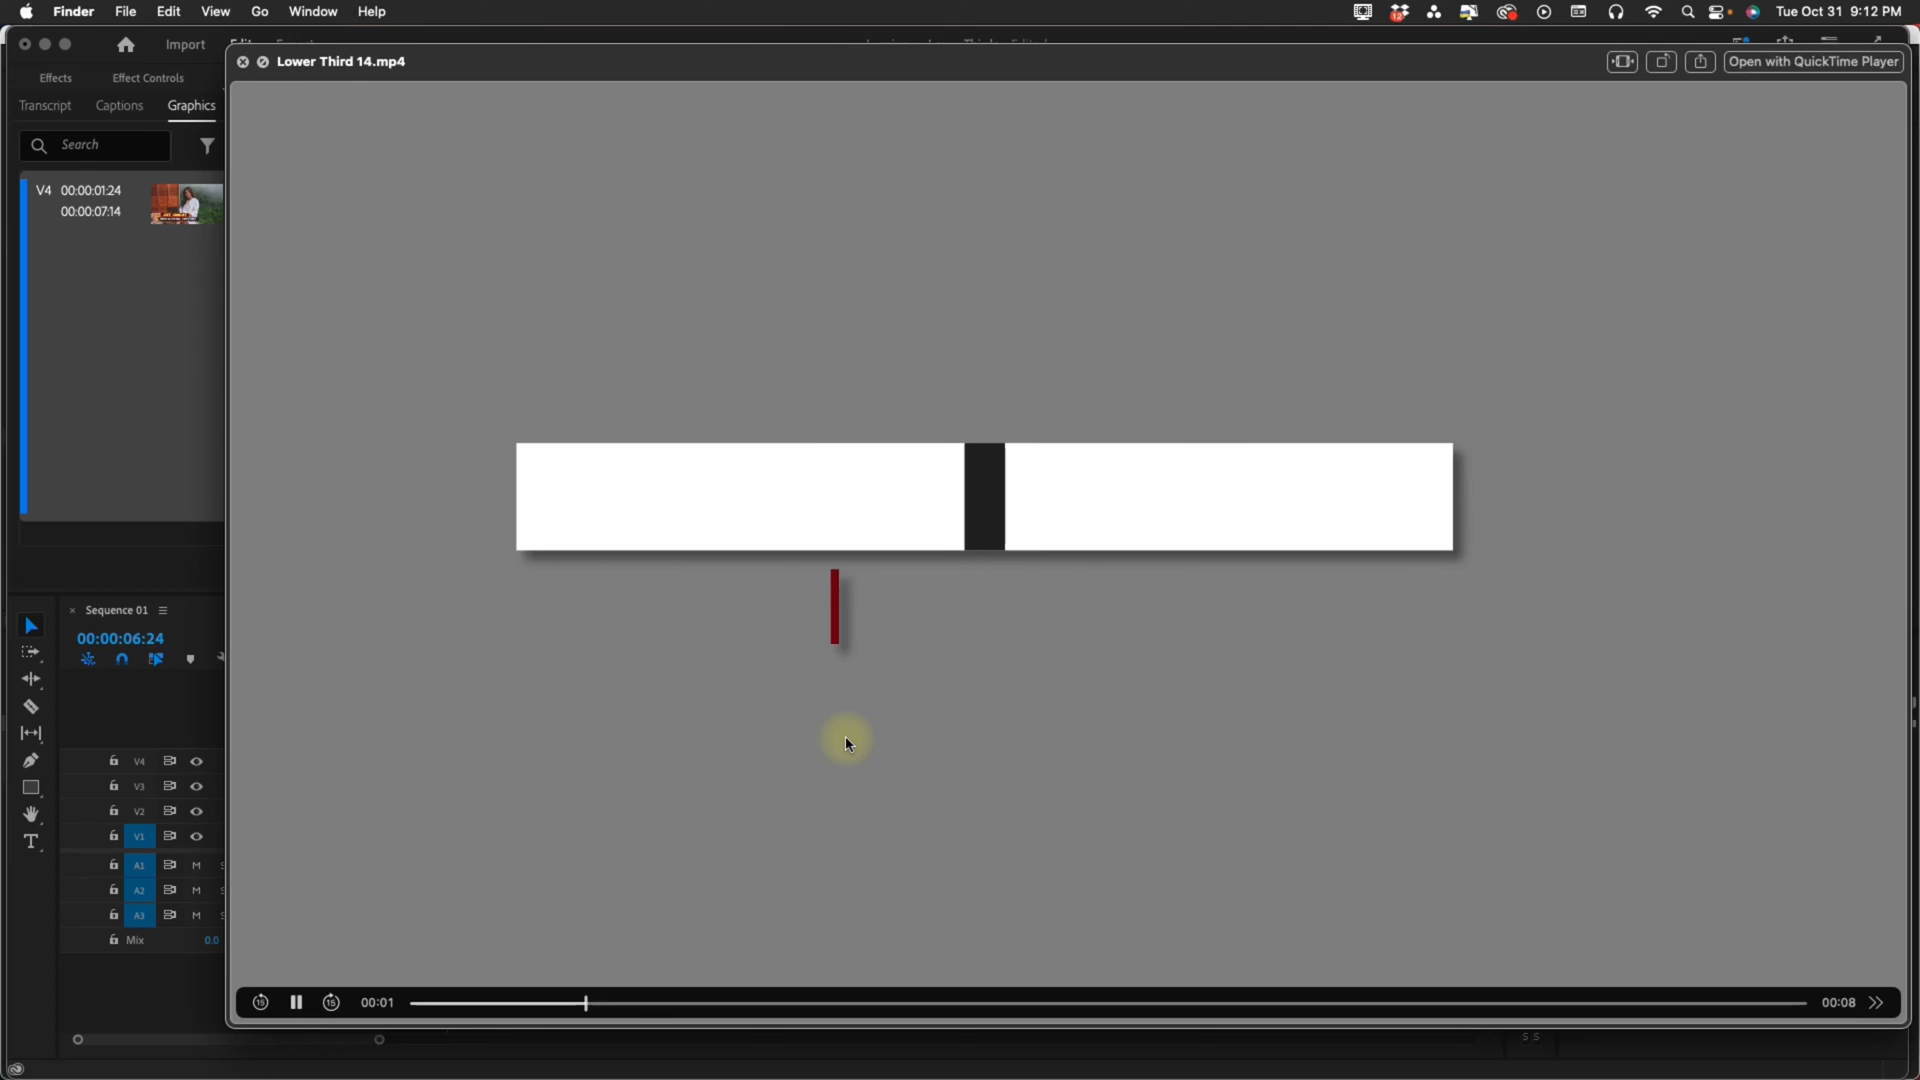 Finder File Edit View Go Window Help
12
Tue Oct 31 9:12 PM
Import
Lower Third 14.mp4
Open with QuickTime Player
Effects
Effect Controls
Transcript
Captions
Graphics
Search
V4 00:00:01:24
00:00:07:14
Sequence 01
00:00:06:24
V4
V3
V2
V1
A1 M S
A2 M S
A3 M S
Mix 0.0
15
15
00:01
00:08
S S